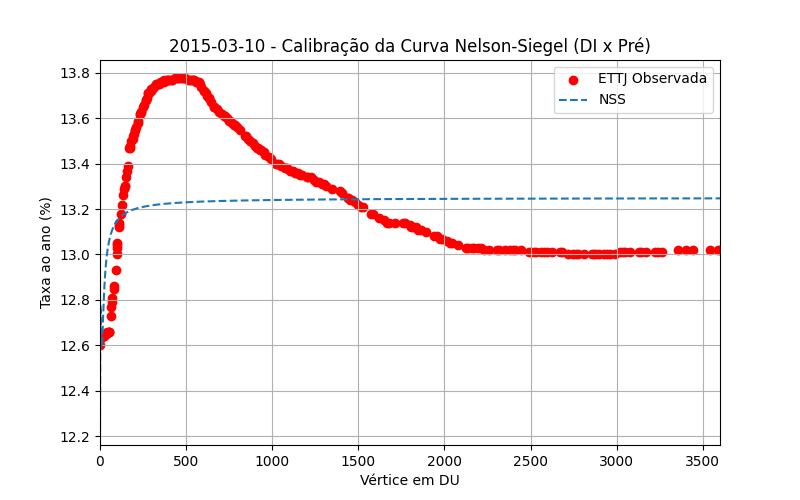 2015-03-10 - Calibração da Curva Nelson-Siegel (DI x Pré)
ETTJ Observada
NSS
Taxa ao ano (%)
13.8
13.6
13.4
13.2
13.0
12.8
12.6
12.4
12.2
0 500 1000 1500 2000 2500 3000 3500
Vértice em DU